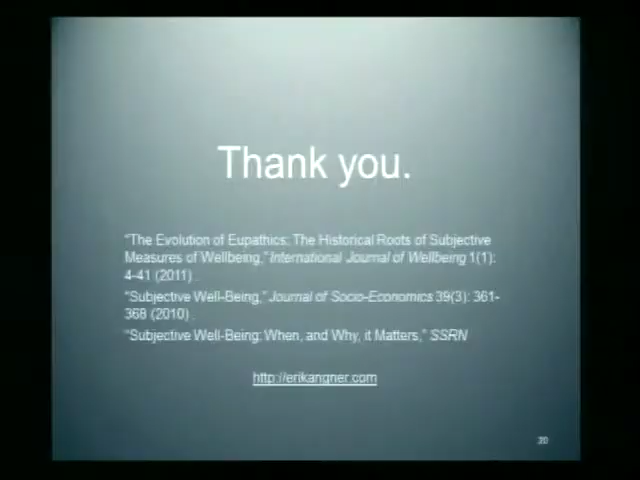 Thank you.
"The Evolution of Eupathics: The Historical Roots of Subjective
Measures of Wellbeing," International Journal of Wellbeing 1(1):
4-41 (2011).
"Subjective Well-Being," Journal of Socio-Economics 39(3): 361-
368 (2010).
"Subjective Well-Being: When, and Why, it Matters," SSRN
http://erikangner.com